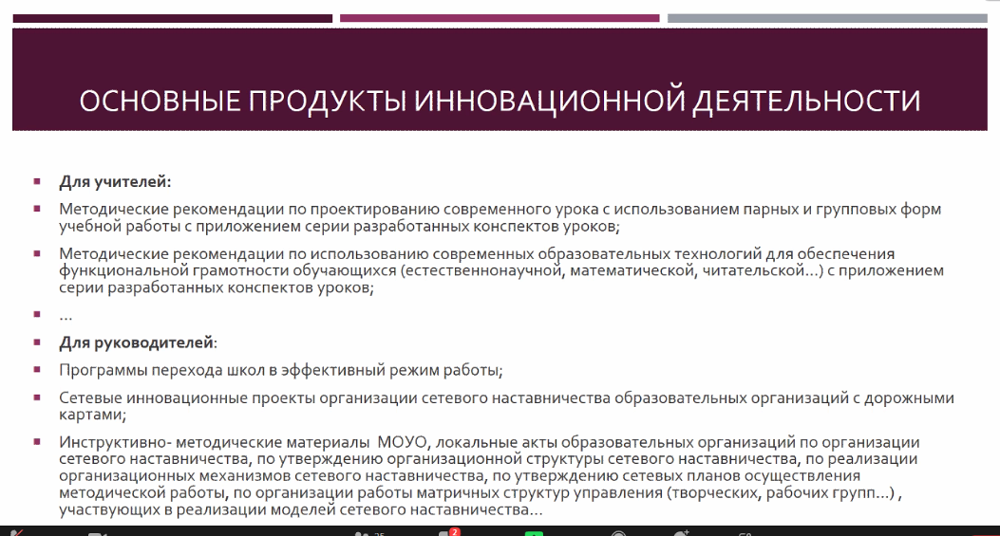 ОСНОВНЫЕ ПРОДУКТЫ ИННОВАЦИОННОЙ ДЕЯТЕЛЬНОСТИ
Для учителей:
Методические рекомендации по проектированию современного урока с использованием парных и групповых форм
учебной работы с приложением серии разработанных конспектов уроков;
Методические рекомендации по использованию современных образовательных технологий для обеспечения
функциональной грамотности обучающихся (естественнонаучной, математической, читательской...) с приложением
серии разработанных конспектов уроков;
...
Для руководителей:
Программы перехода школ в эффективный режим работы;
Сетевые инновационные проекты организации сетевого наставничества образовательных организаций с дорожными
картами;
Инструктивно- методические материалы МОУО, локальные акты образовательных организаций по организации
сетевого наставничества, по утверждению организационной структуры сетевого наставничества, по реализации
организационных механизмов сетевого наставничества, по утверждению сетевых планов осуществления
методической работы, по организации работы матричных структур управления (творческих, рабочих групп...) ,
участвующих в реализации моделей сетевого наставничества...
2